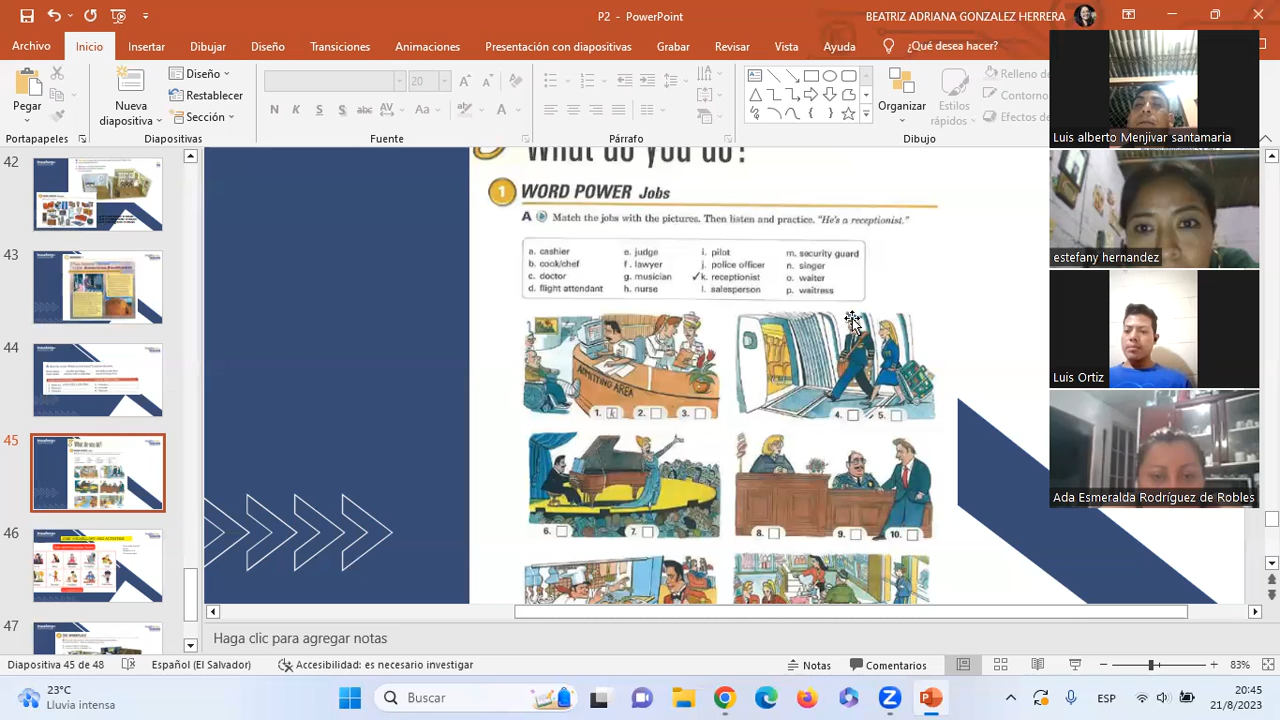 P2 - PowerPoint
BEATRIZ ADRIANA GONZALEZ HERRERA
Archivo Inicio Insertar Dibujar Diseño Transiciones Animaciones Presentación con diapositivas Grabar Revisar Vista Ayuda ¿Qué desea hacer?
Pegar
Nueva diapositiva
Diseño
Restablecer
Sección
20
N K S S abc AV Aa
Organizar
Estilos rápidos
Relleno de
Contorno
Efectos de
Portapapeles Diapositivas Fuente Párrafo Dibujo
Luis alberto Menjivar santamaria
estefany hernandez
Luis Ortiz
Ada Esmeralda Rodríguez de Robles
42
43
44
45
46
47
What do you do?
1 WORD POWER Jobs
A Match the jobs with the pictures. Then listen and practice. "He's a receptionist."
a. cashier e. judge i. pilot m. security guard
b. cook/chef f. lawyer j. police officer n. singer
c. doctor g. musician ✓k. receptionist o. waiter
d. flight attendant h. nurse l. salesperson p. waitress
ADMITTING AREA
1. k 2. 3. 4. 5.
6. 7. 8. 9. 10.
Haga clic para agregar notas
Diapositiva 45 de 48 Español (El Salvador) Accesibilidad: es necesario investigar Notas Comentarios 83%
23°C
Lluvia intensa
Buscar
ESP
20:45
21/8/2023